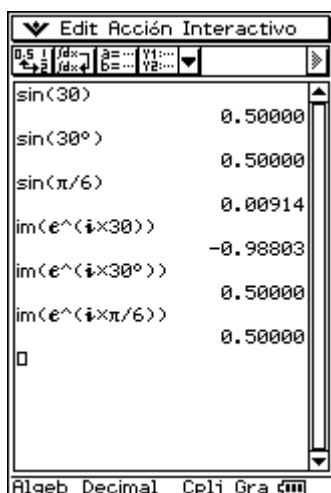 Edit Acción Interactivo
sin(30)
0.50000
sin(30°)
0.50000
sin(π/6)
0.00914
im(e^(i×30))
-0.98803
im(e^(i×30°))
0.50000
im(e^(i×π/6))
0.50000
Algeb Decimal Cplj Gra